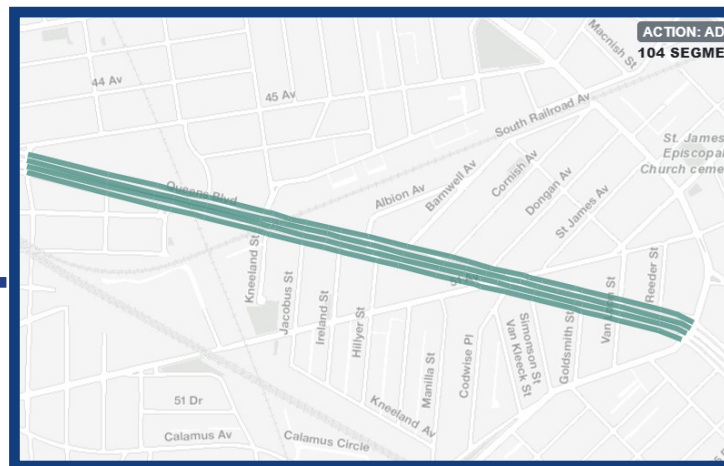 ACTION: AD
104 SEGME
Macnish St
44 Av
45 Av
South Railroad Av
St. James
Episcopal
Church ceme
Queens Blvd
Albion Av
Barnwell Av
Cornish Av
Dongan Av
St James Av
Kneeland St
Jacobus St
Ireland St
Hillyer St
Manilla St
Codwise Pl
Simonson St
Van Kleeck St
Goldsmith St
Reeder St
51 Dr
Kneeland Av
Calamus Av
Calamus Circle